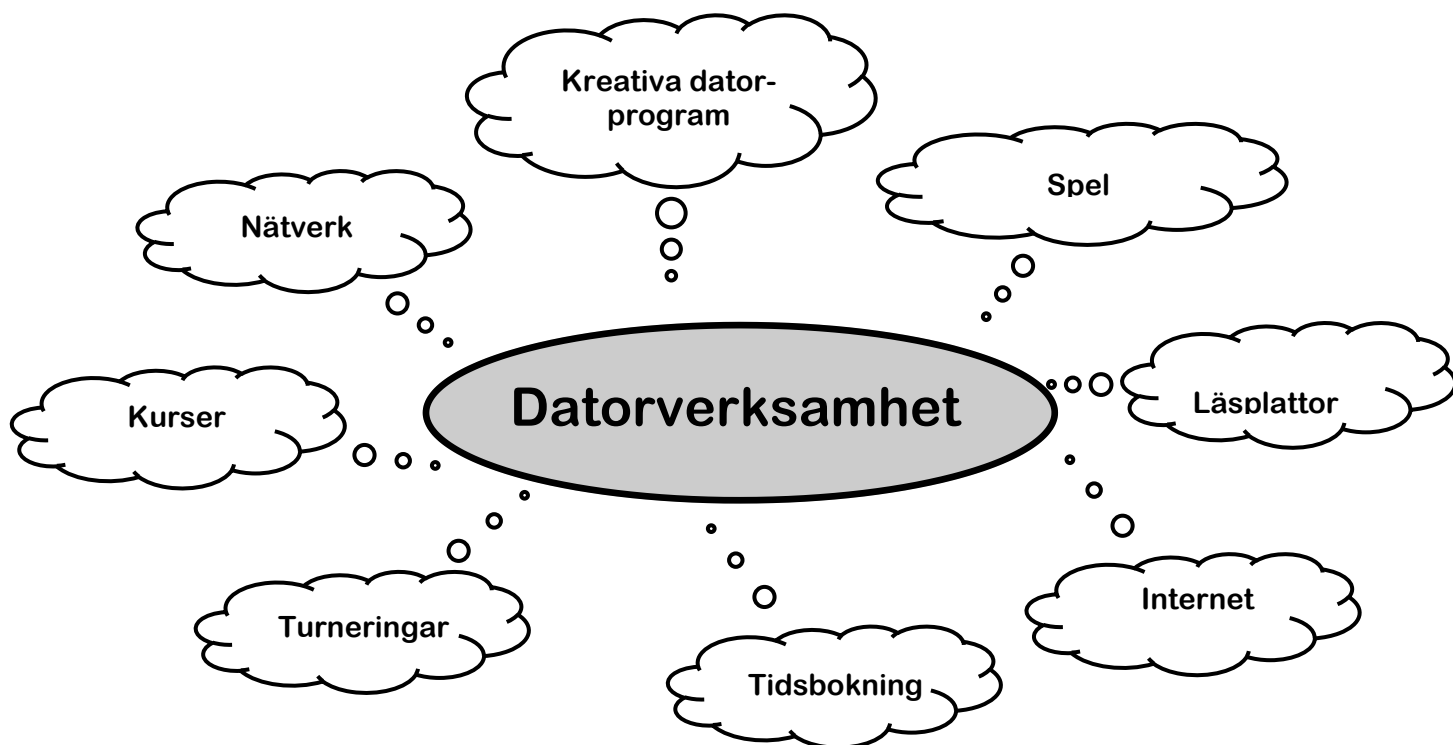 Kreativa dator-
program
Spel
Nätverk
Datorverksamhet
Läsplattor
Kurser
Internet
Turneringar
Tidsbokning